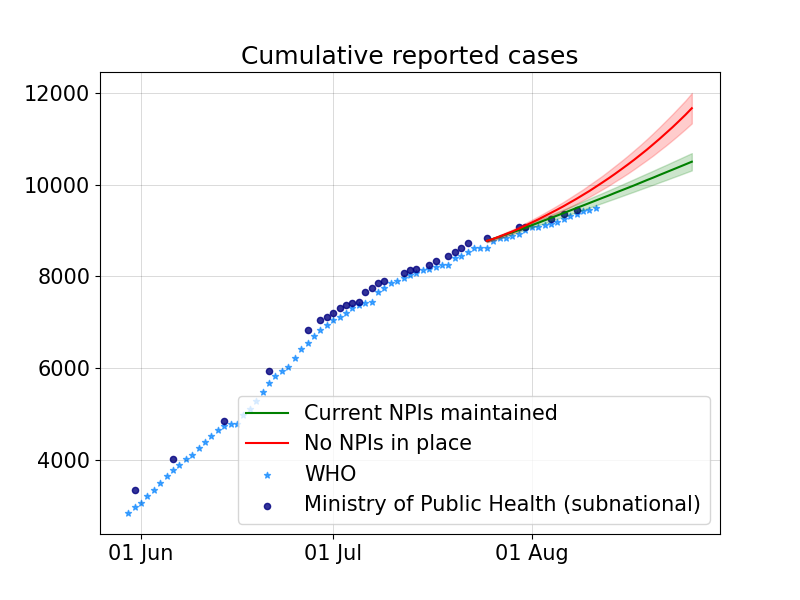 Cumulative reported cases
12000
10000
8000
6000
4000
Current NPIs maintained
No NPIs in place
WHO
Ministry of Public Health (subnational)
01 Jun
01 Jul
01 Aug